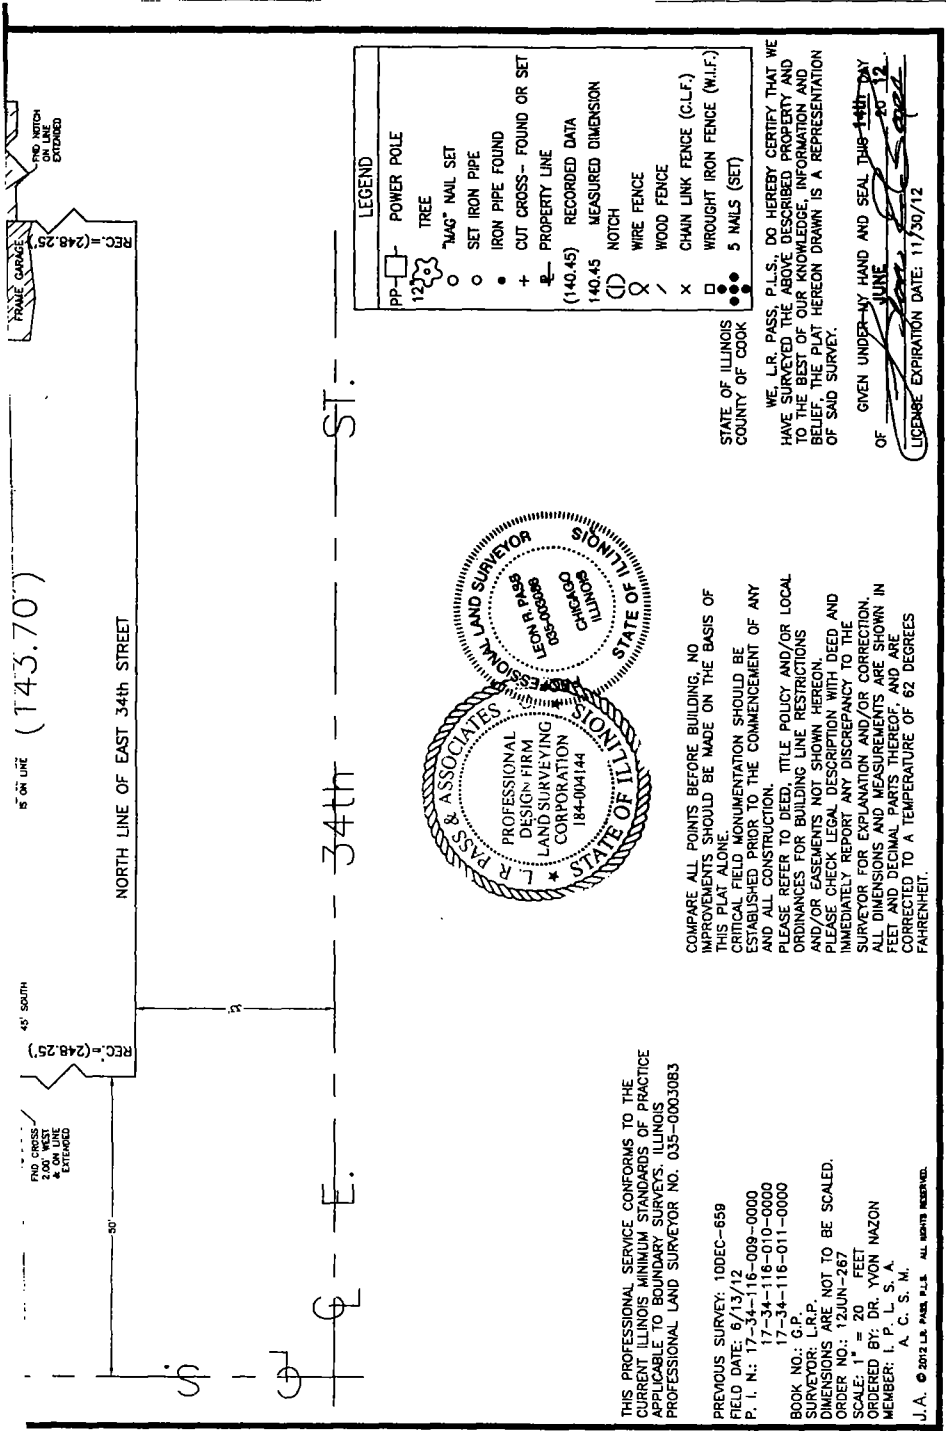 FND NOTCH
ON LINE
EXTENDED
FRAME GARAGE
REC.=(248.25')
IS ON LINE
(143.70')
NORTH LINE OF EAST 34th STREET
45' SOUTH
REC.=(248.25')
FND CROSS
2.00' WEST
& ON LINE
EXTENDED
50'
33'
S.
E. 34th ST.
LEGEND
PP POWER POLE
12" TREE
"MAG" NAIL SET
SET IRON PIPE
IRON PIPE FOUND
+ CUT CROSS- FOUND OR SET
PROPERTY LINE
(140.45) RECORDED DATA
140.45 MEASURED DIMENSION
NOTCH
WIRE FENCE
WOOD FENCE
CHAIN LINK FENCE (C.L.F.)
WROUGHT IRON FENCE (W.I.F.)
5 NAILS (SET)
L. R PASS & ASSOCIATES
PROFESSIONAL
DESIGN FIRM
LAND SURVEYING
CORPORATION
184-004144
STATE OF ILLINOIS
PROFESSIONAL LAND SURVEYOR
LEON R. PASS
CHICAGO
ILLINOIS
STATE OF ILLINOIS
THIS PROFESSIONAL SERVICE CONFORMS TO THE
CURRENT ILLINOIS MINIMUM STANDARDS OF PRACTICE
APPLICABLE TO BOUNDARY SURVEYS. ILLINOIS
PROFESSIONAL LAND SURVEYOR NO. 035-0003083
PREVIOUS SURVEY: 10DEC-659
FIELD DATE: 6/13/12
P. I. N.: 17-34-116-009-0000
17-34-116-010-0000
17-34-116-011-0000
BOOK NO.: G.P.
SURVEYOR: L.R.P.
DIMENSIONS ARE NOT TO BE SCALED.
ORDER NO.: 12JUN-267
SCALE: 1" = 20 FEET
ORDERED BY: DR. YVON NAZON
MEMBER: I. P. L. S. A.
A. C. S. M.
J.A. © 2012 L.R. PASS, P.L.S. ALL RIGHTS RESERVED.
COMPARE ALL POINTS BEFORE BUILDING, NO
IMPROVEMENTS SHOULD BE MADE ON THE BASIS OF
THIS PLAT ALONE.
CRITICAL FIELD MONUMENTATION SHOULD BE
ESTABLISHED PRIOR TO THE COMMENCEMENT OF ANY
AND ALL CONSTRUCTION.
PLEASE REFER TO DEED, TITLE POLICY AND/OR LOCAL
ORDINANCES FOR BUILDING LINE RESTRICTIONS
AND/OR EASEMENTS NOT SHOWN HEREON.
PLEASE CHECK LEGAL DESCRIPTION WITH DEED AND
IMMEDIATELY REPORT ANY DISCREPANCY TO THE
SURVEYOR FOR EXPLANATION AND/OR CORRECTION.
ALL DIMENSIONS AND MEASUREMENTS ARE SHOWN IN
FEET AND DECIMAL PARTS THEREOF, AND ARE
CORRECTED TO A TEMPERATURE OF 62 DEGREES
FAHRENHEIT.
STATE OF ILLINOIS
COUNTY OF COOK
WE, L.R. PASS, P.L.S. DO HEREBY CERTIFY THAT WE
HAVE SURVEYED THE ABOVE DESCRIBED PROPERTY AND
TO THE BEST OF OUR KNOWLEDGE, INFORMATION AND
BELIEF, THE PLAT HEREON DRAWN IS A REPRESENTATION
OF SAID SURVEY.
GIVEN UNDER MY HAND AND SEAL THIS 14th DAY
OF JUNE 20 12.
LICENSE EXPIRATION DATE: 11/30/12